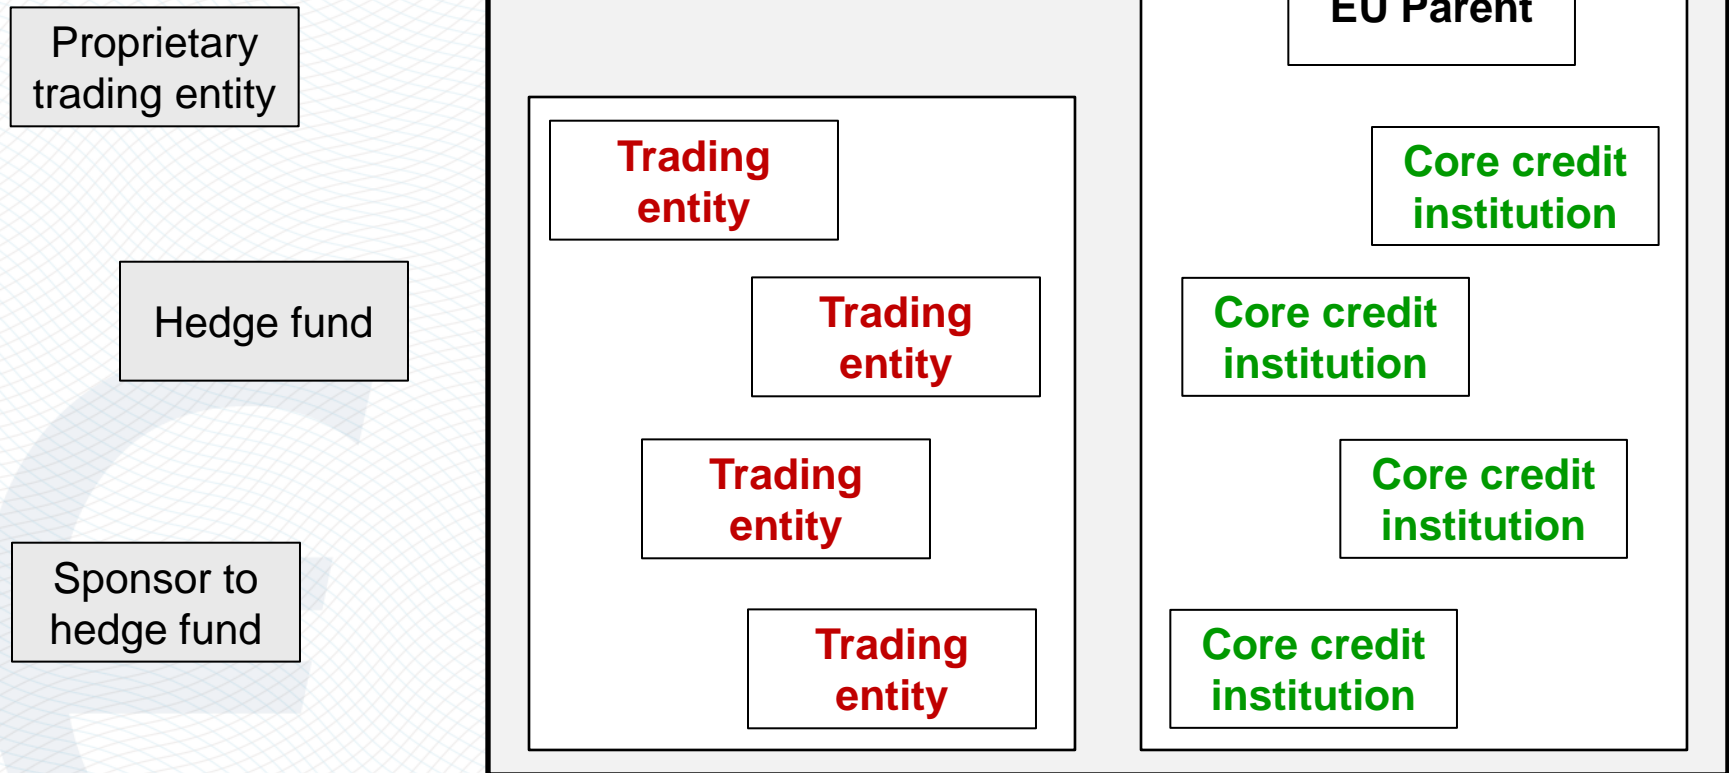 Proprietary
trading entity
Hedge fund
Sponsor to
hedge fund
Trading
entity
Trading
entity
Trading
entity
Trading
entity
EU Parent
Core credit
institution
Core credit
institution
Core credit
institution
Core credit
institution